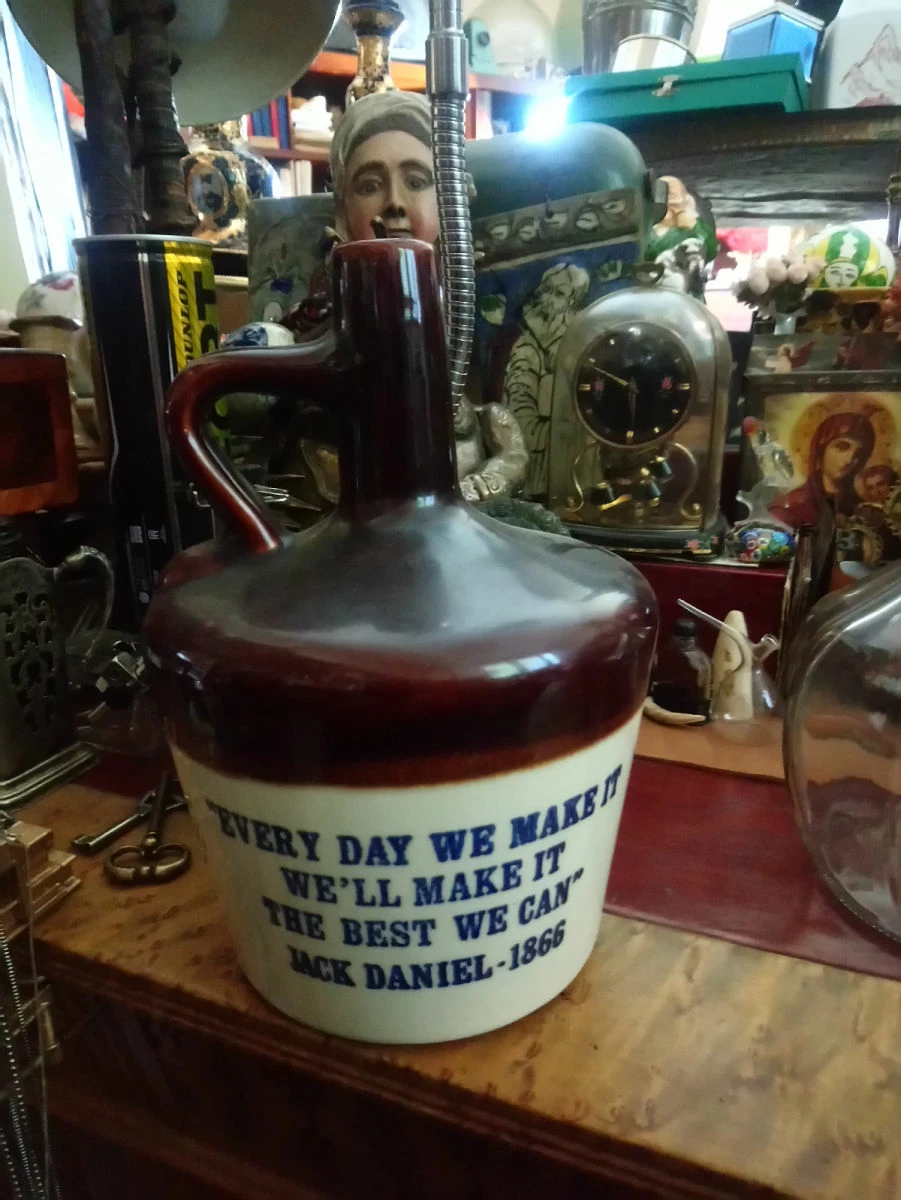 DUNLOP
"EVERY DAY WE MAKE IT
WE'LL MAKE IT
THE BEST WE CAN"
JACK DANIEL-1866